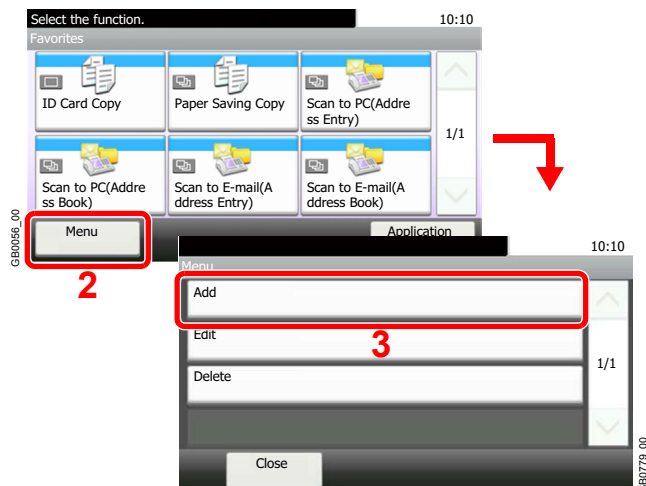 Select the function.
10:10
Favorites
ID Card Copy
Paper Saving Copy
Scan to PC(Addre
ss Entry)
1/1
Scan to PC(Addre
ss Book)
Scan to E-mail(A
ddress Entry)
Scan to E-mail(A
ddress Book)
GB0056_00
Menu
Application
2
10:10
Menu
Add
Edit
3
1/1
Delete
Close
GB0779_00